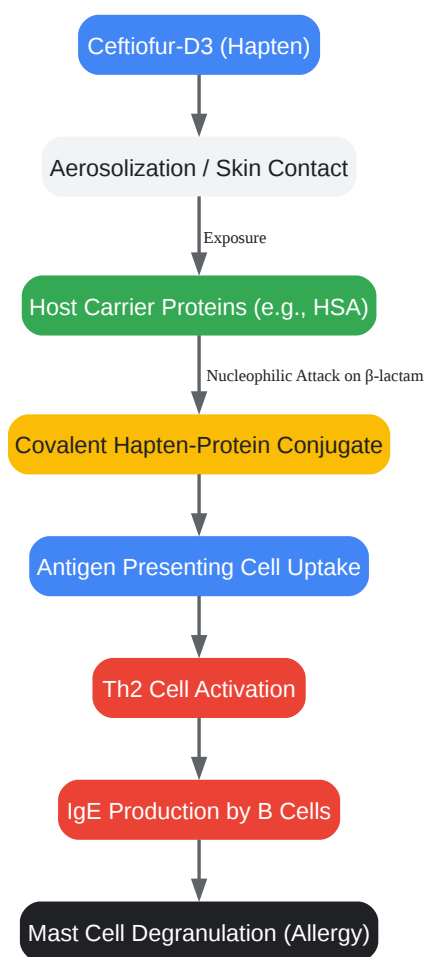 Ceftiofur-D3 (Hapten)
Aerosolization / Skin Contact
Exposure
Host Carrier Proteins (e.g., HSA)
Nucleophilic Attack on β-lactam
Covalent Hapten-Protein Conjugate
Antigen Presenting Cell Uptake
Th2 Cell Activation
IgE Production by B Cells
Mast Cell Degranulation (Allergy)